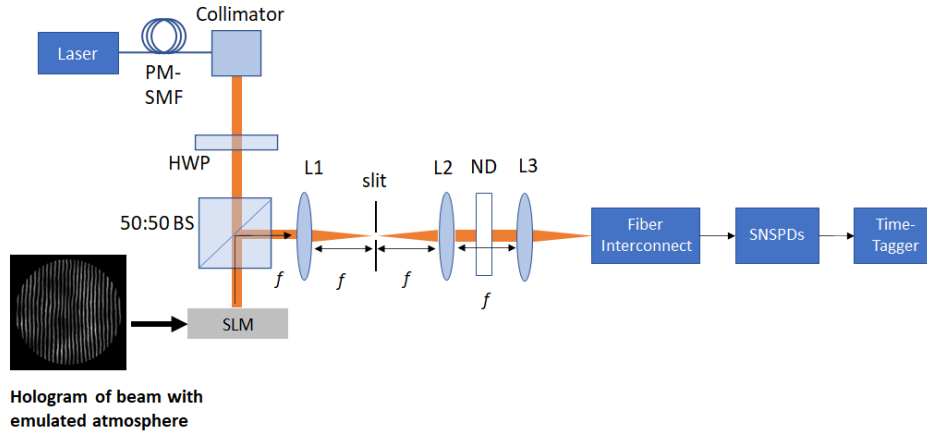 Collimator
Laser
PM-
SMF
HWP
L1
slit
L2
ND
L3
50:50 BS
Fiber
Interconnect
SNSPDs
Time-
Tagger
f
f
f
f
SLM
Hologram of beam with
emulated atmosphere